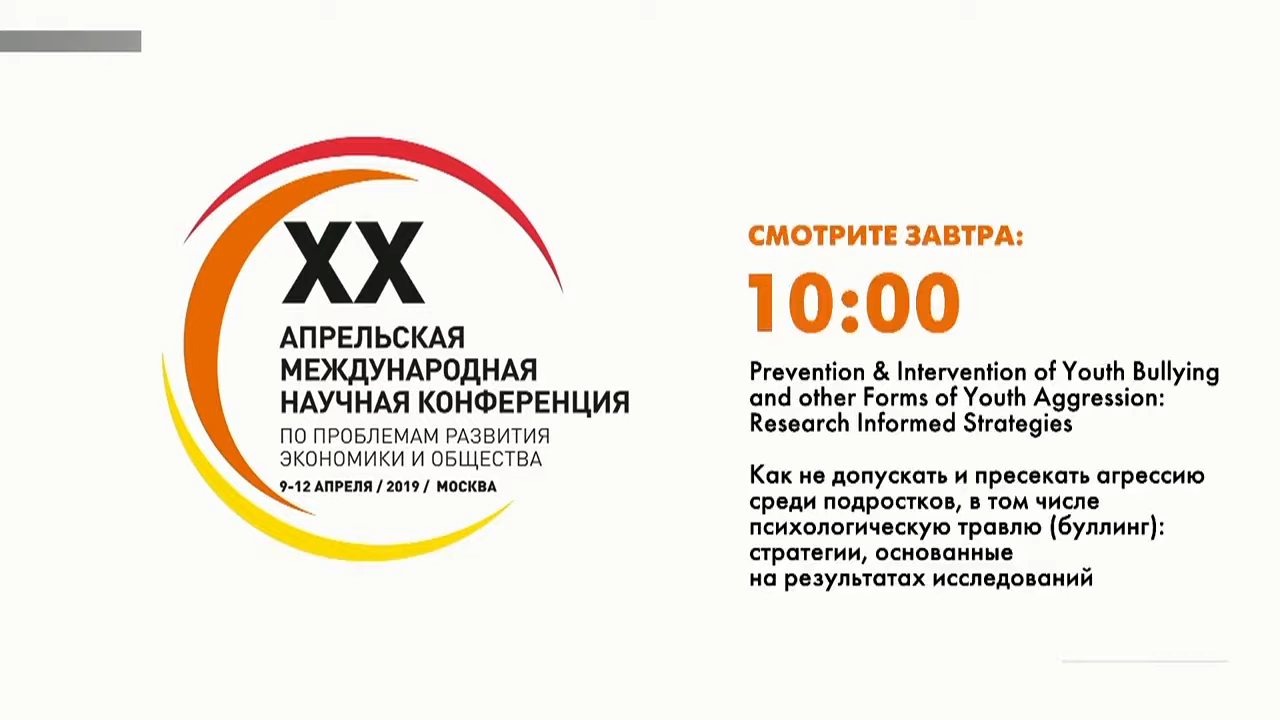 XX
АПРЕЛЬСКАЯ
МЕЖДУНАРОДНАЯ
НАУЧНАЯ КОНФЕРЕНЦИЯ
ПО ПРОБЛЕМАМ РАЗВИТИЯ
ЭКОНОМИКИ И ОБЩЕСТВА
9-12 АПРЕЛЯ / 2019 / МОСКВА
СМОТРИТЕ ЗАВТРА:
10:00
Prevention & Intervention of Youth Bullying
and other Forms of Youth Aggression:
Research Informed Strategies
Как не допускать и пресекать агрессию
среди подростков, в том числе
психологическую травлю (буллинг):
стратегии, основанные
на результатах исследований